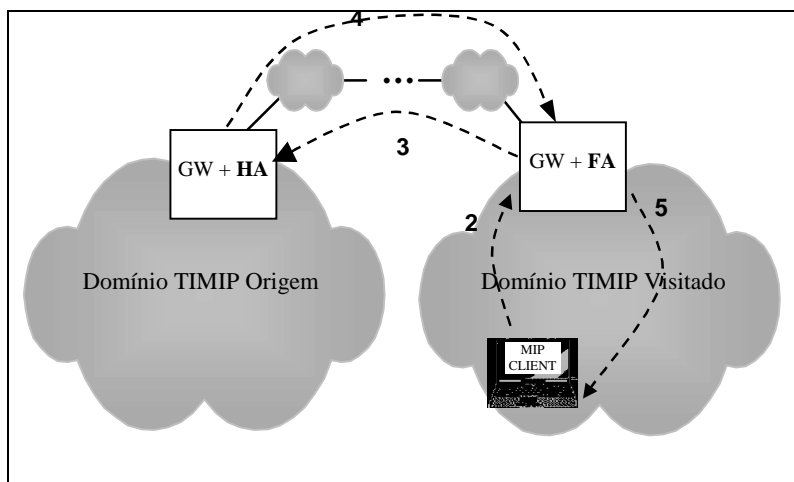 4
•••
3
GW + HA
GW + FA
2
5
Domínio TIMIP Origem
Domínio TIMIP Visitado
MIP
CLIENT